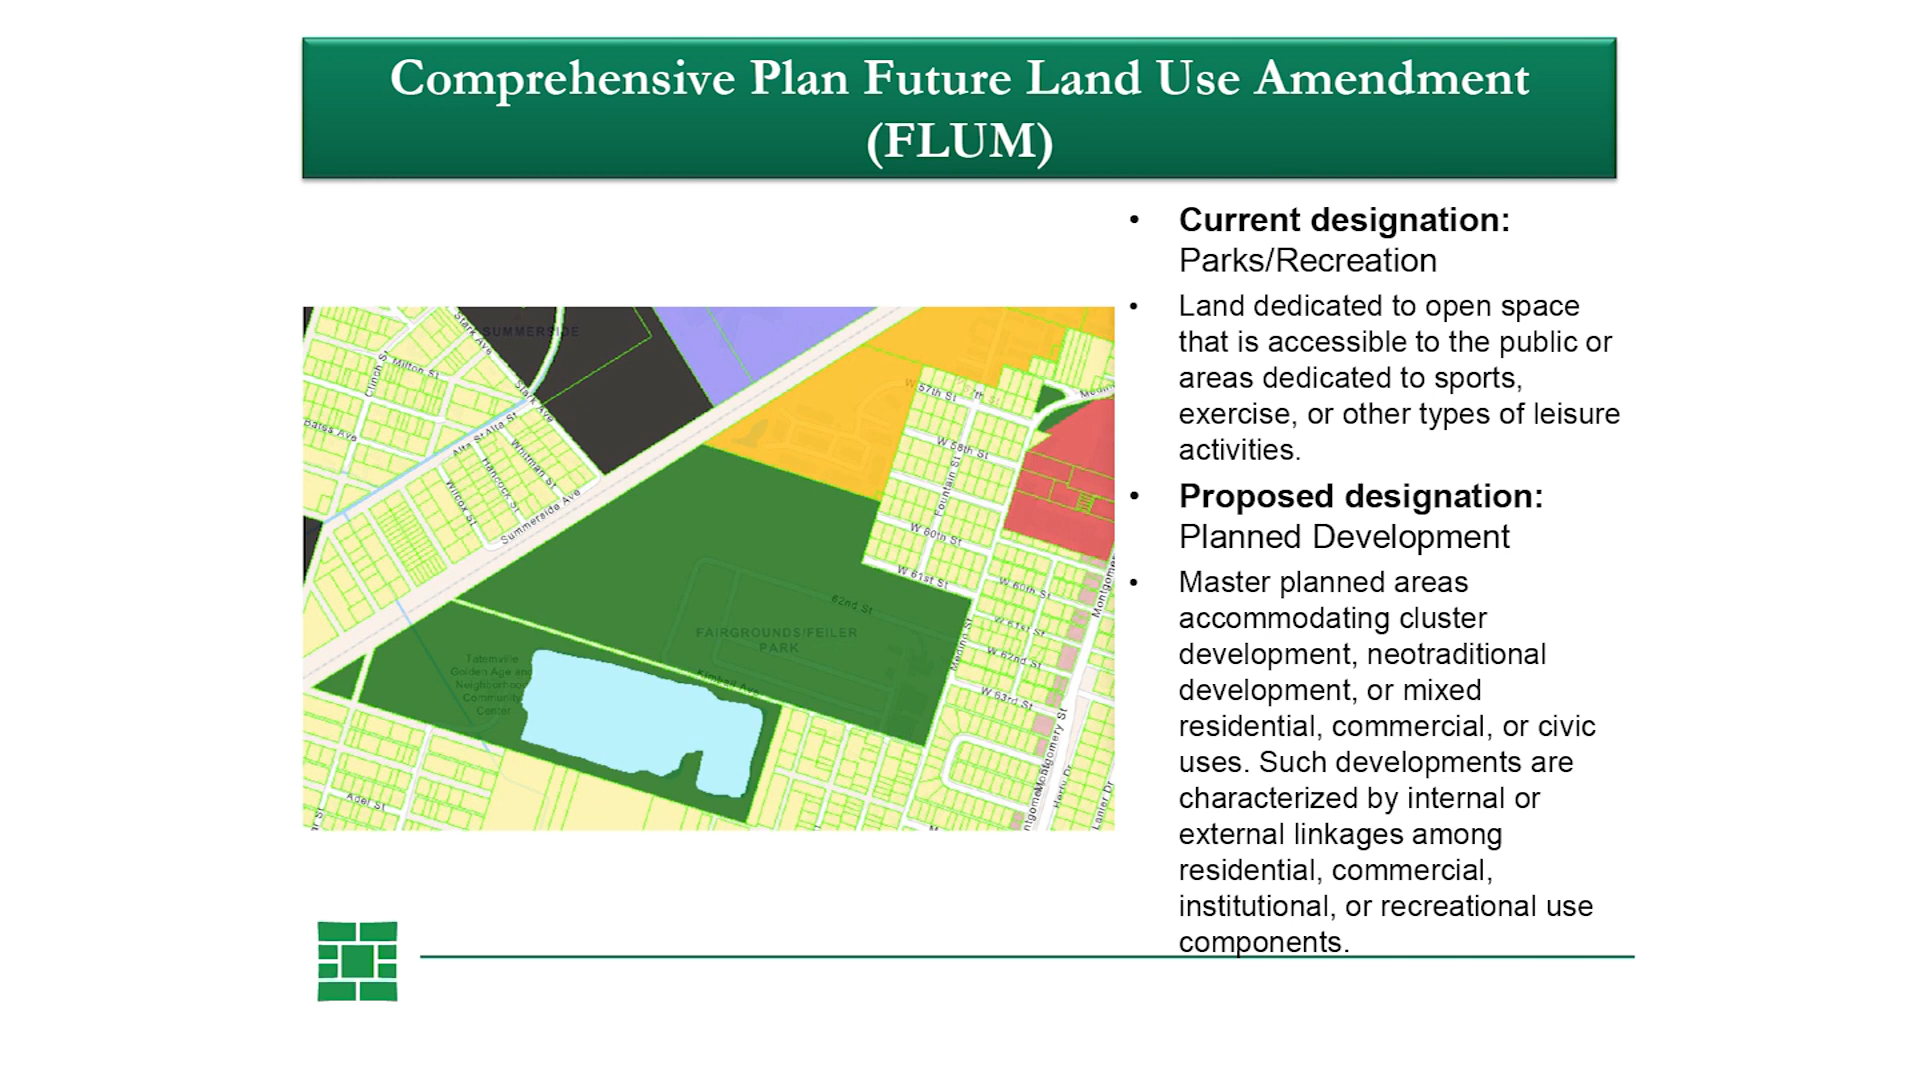 Comprehensive Plan Future Land Use Amendment
(FLUM)
• Current designation:
Parks/Recreation
• Land dedicated to open space
that is accessible to the public or
areas dedicated to sports,
exercise, or other types of leisure
activities.
• Proposed designation:
Planned Development
• Master planned areas
accommodating cluster
development, neotraditional
development, or mixed
residential, commercial, or civic
uses. Such developments are
characterized by internal or
external linkages among
residential, commercial,
institutional, or recreational use
components.
SUMMERSIDE
Stark Ave
Milton St
Clinch St
Stark Ave
Bates Ave
Alta St
Alta St
Whitman St
Hancock St
Wilcox St
Summerside Ave
W 57th St
Fountain St
W 58th St
W 60th St
W 61st St
W 60th St
W 61st St
W 62nd St
W 63rd St
62nd St
FAIRGROUNDS/FEILER
PARK
Kimball Ave
Tatemville
Golden Age and
Neighborhood
Community
Center
Adel St
Montgomery St
Lanier Dr